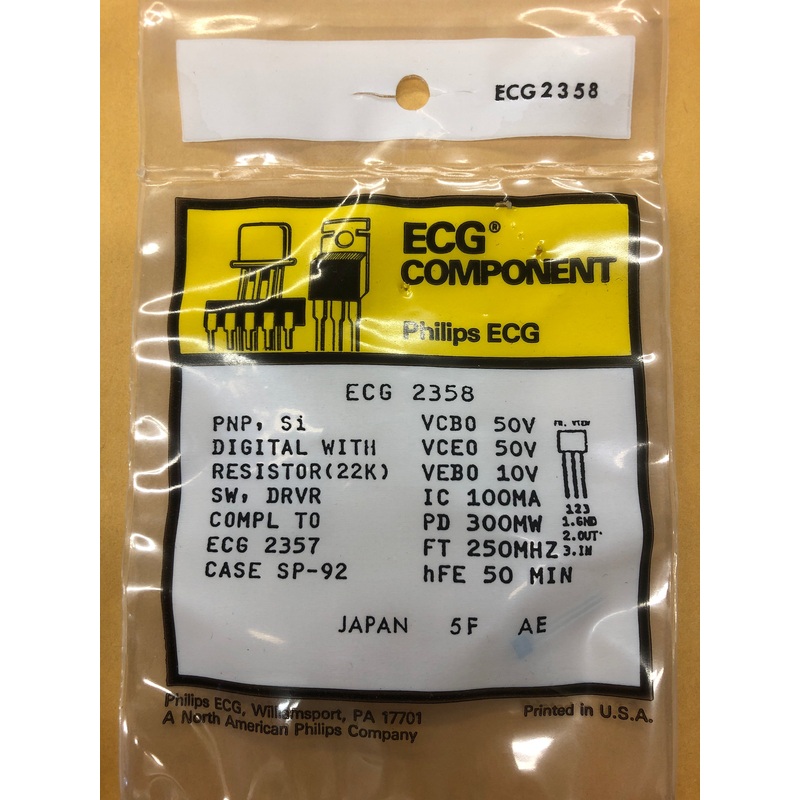 ECG2358
ECG®
COMPONENT
Philips ECG
ECG 2358
PNP, Si
DIGITAL WITH
RESISTOR(22K)
SW, DRVR
COMPL TO
ECG 2357
CASE SP-92
VCBO 50V
VCEO 50V
VEBO 10V
IC 100MA
PD 300MW
FT 250MHZ
hFE 50 MIN
FR. VIEW
123
1.GND
2.OUT
3.IN
JAPAN 5F AE
Philips ECG, Williamsport, PA 17701
A North American Philips Company
Printed in U.S.A.